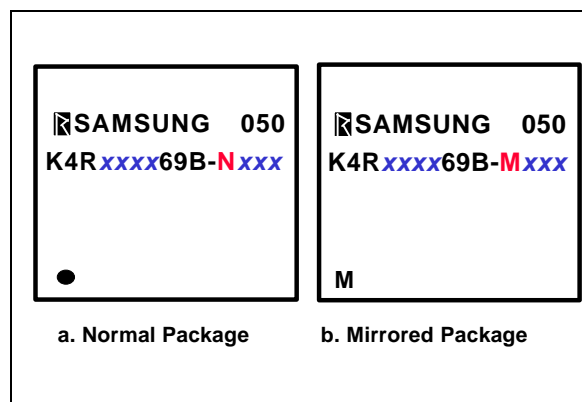 SAMSUNG 050
K4Rxxxx69B-Nxxx
a. Normal Package
SAMSUNG 050
K4Rxxxx69B-Mxxx
M
b. Mirrored Package